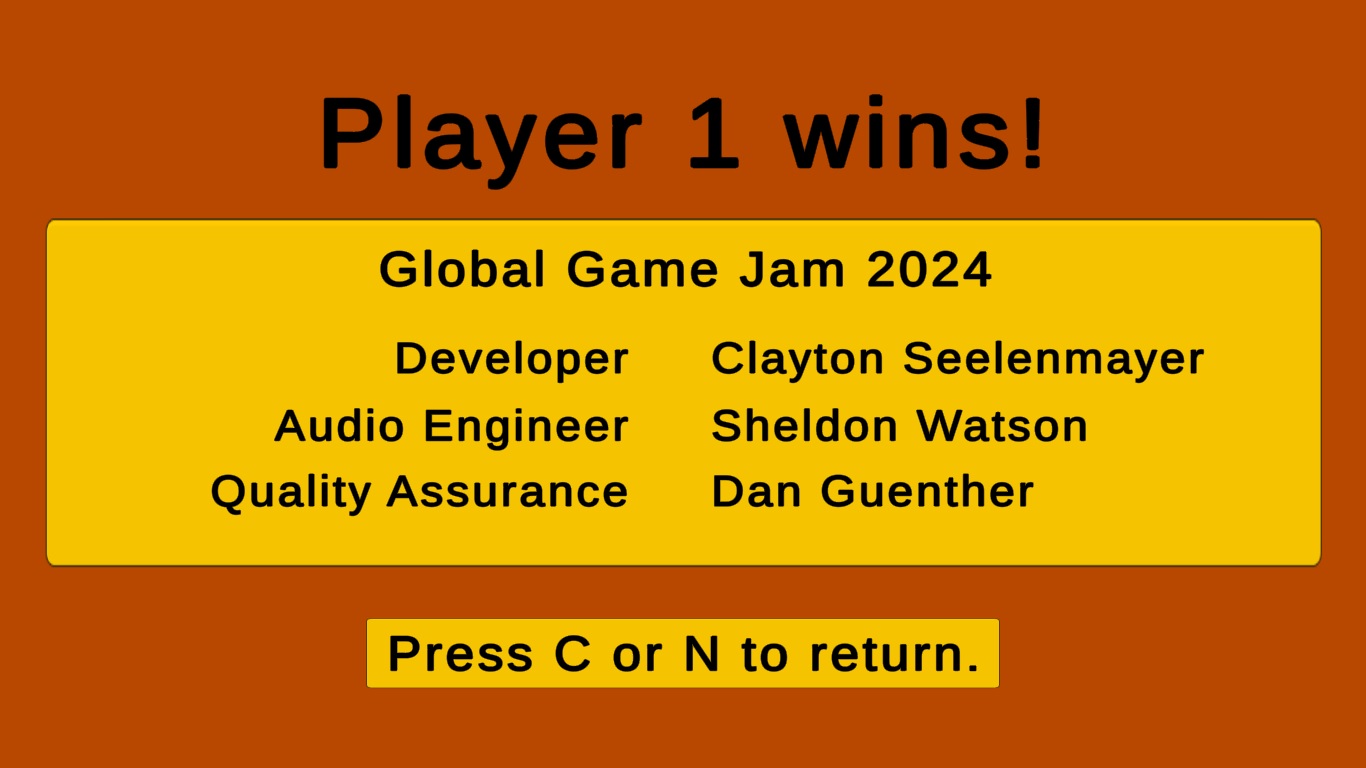 Player 1 wins!
Global Game Jam 2024
Developer Clayton Seelenmayer
Audio Engineer Sheldon Watson
Quality Assurance Dan Guenther
Press C or N to return.